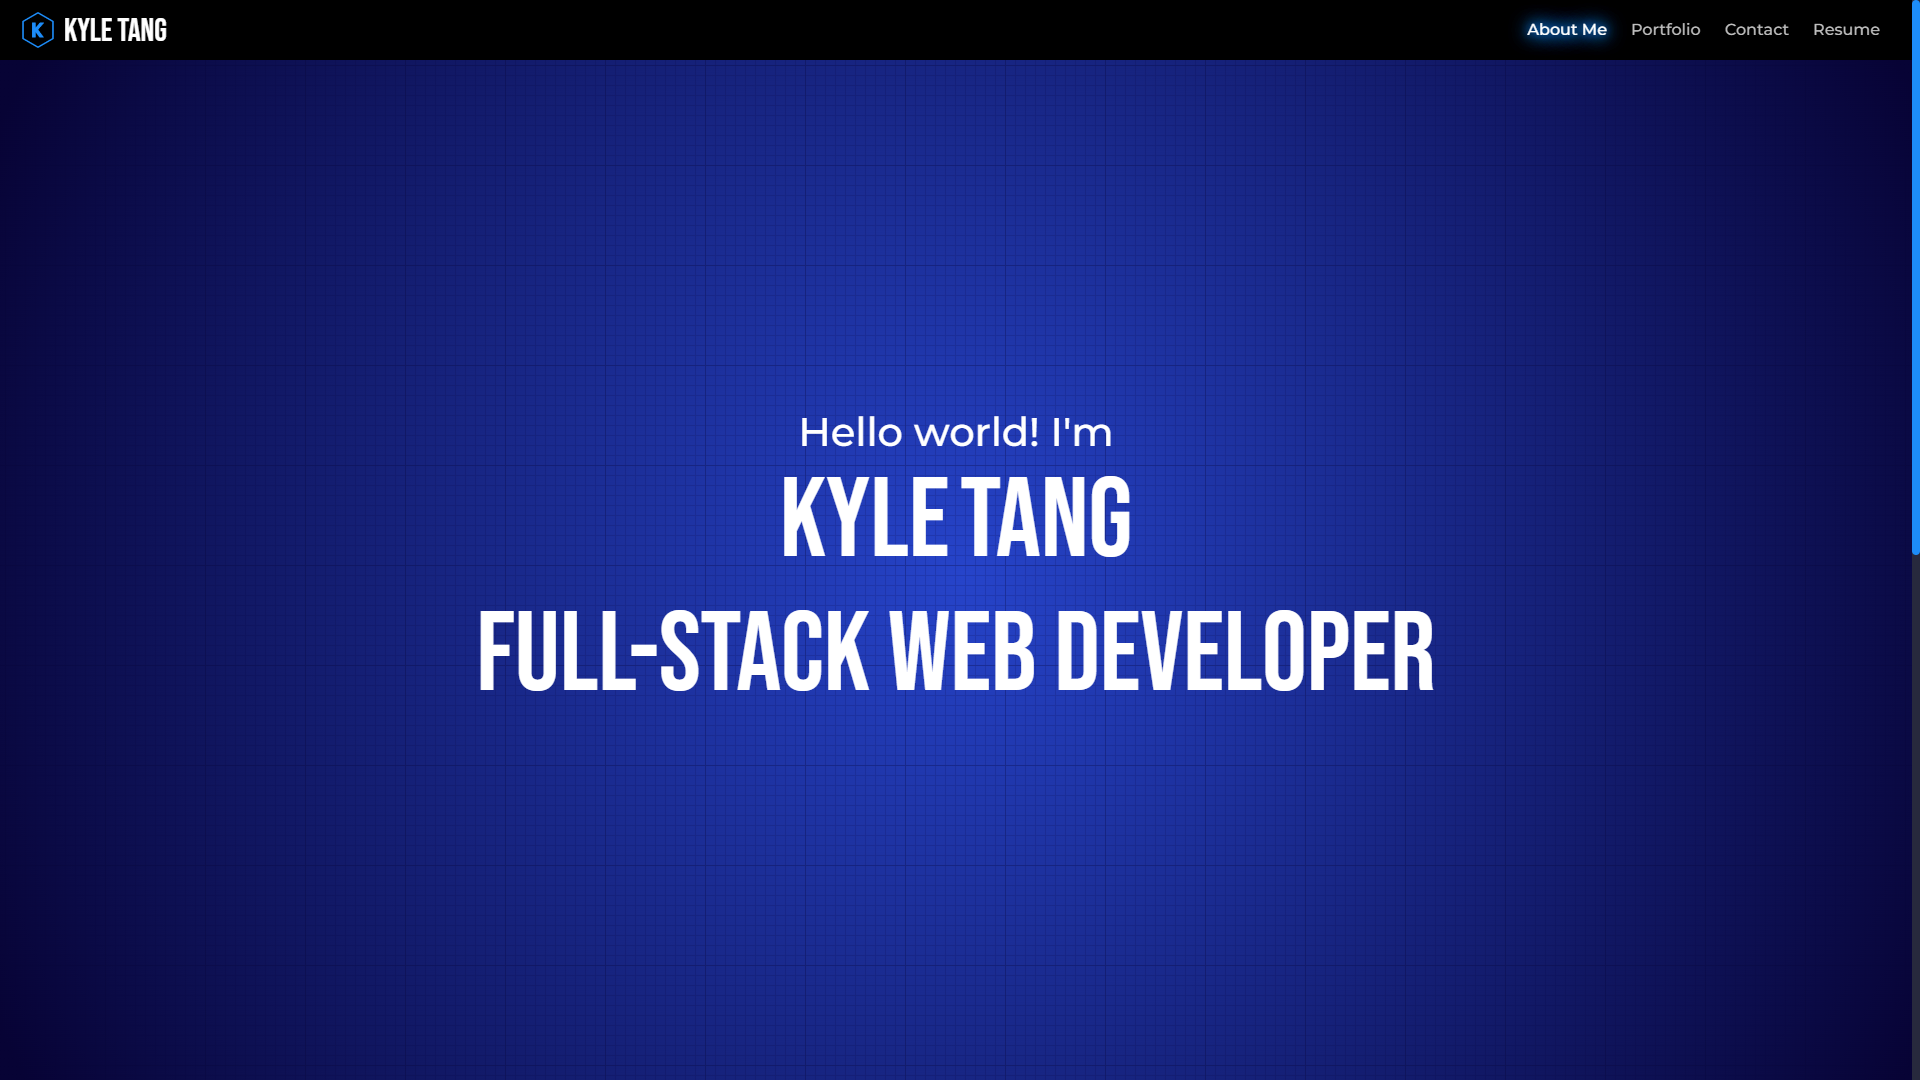 K KYLE TANG
About Me Portfolio Contact Resume
Hello world! I'm
KYLE TANG
FULL-STACK WEB DEVELOPER